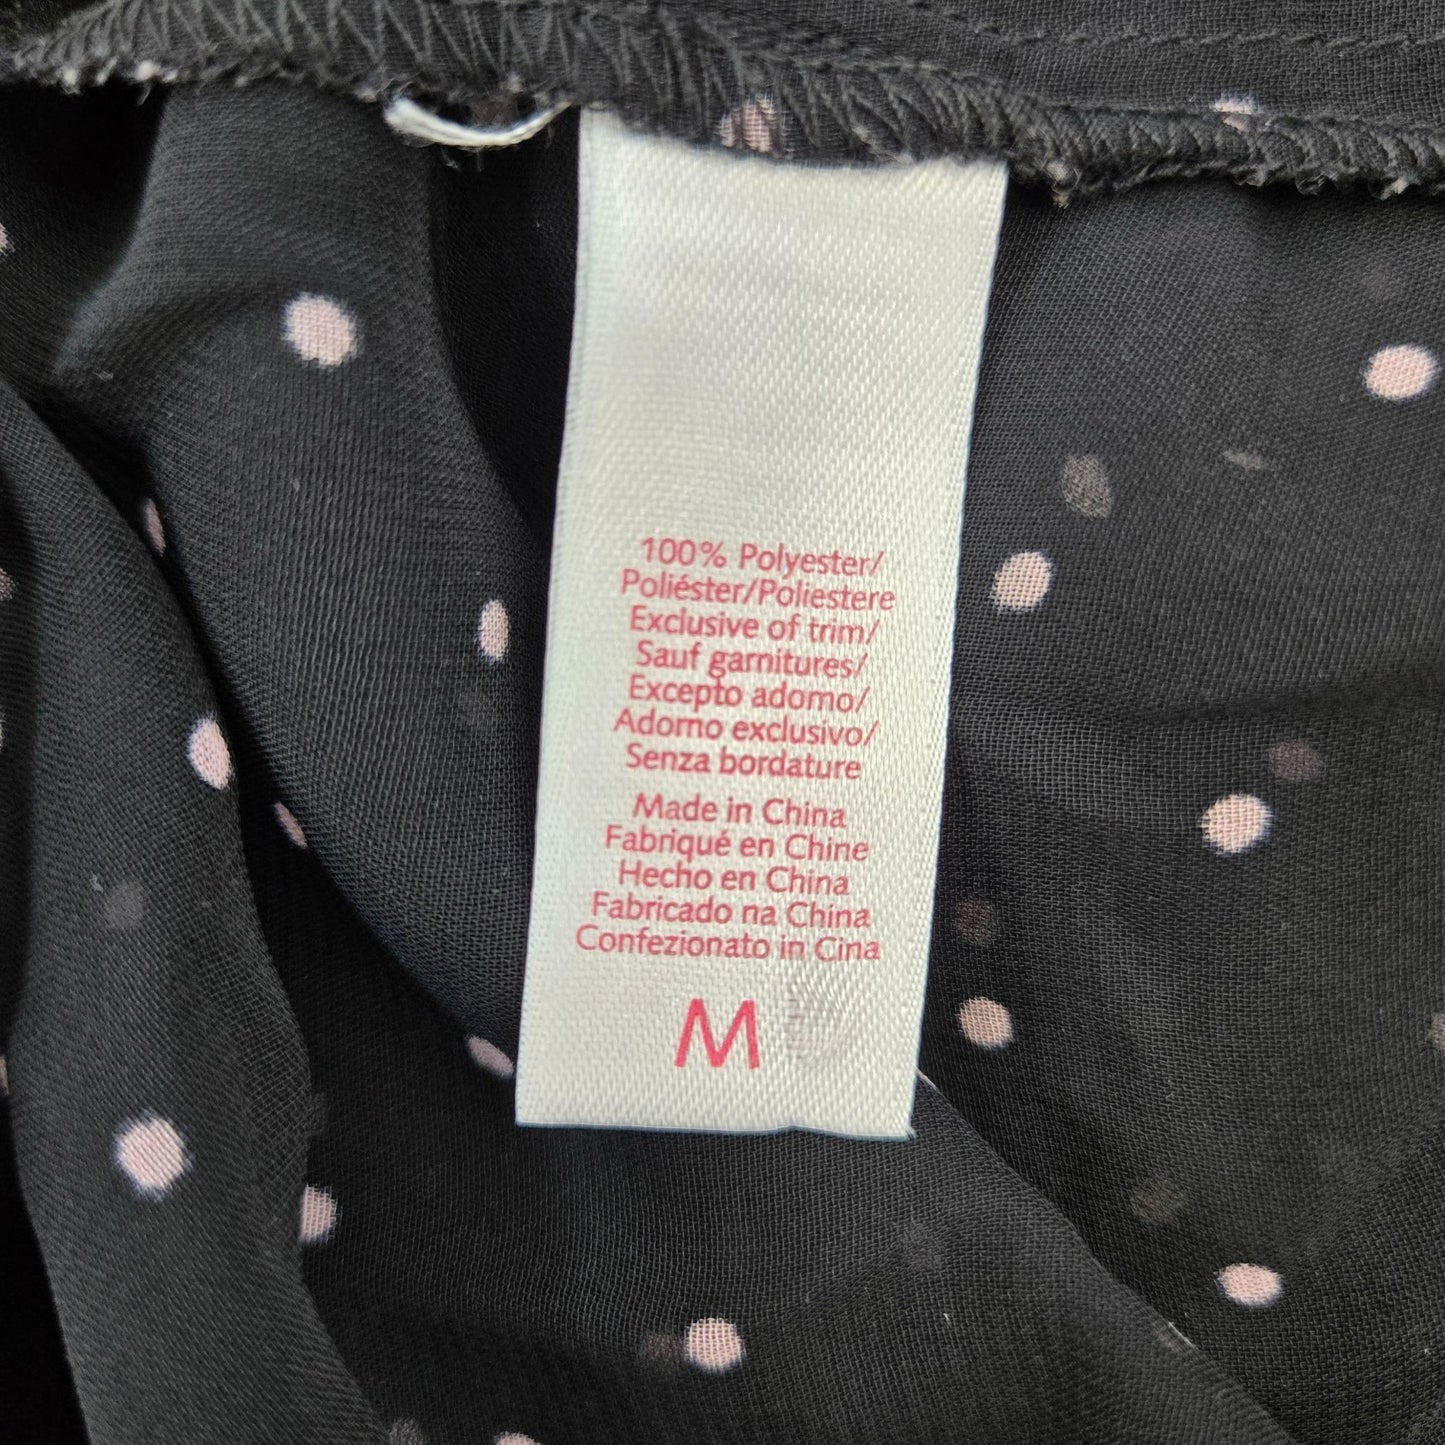 100% Polyester/
Poliéster/Poliestere
Exclusive of trim/
Sauf garnitures/
Excepto adorno/
Adorno exclusivo/
Senza bordature
Made in China
Fabriqué en Chine
Hecho en China
Fabricado na China
Confezionato in Cina
M